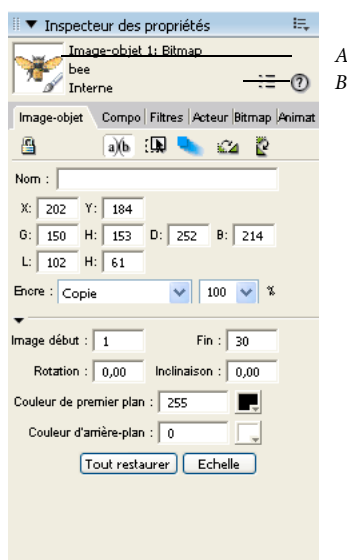 Inspecteur des propriétés
Image-objet 1: Bitmap
bee
Interne
A
B
Image-objet Compo Filtres Acteur Bitmap Animat
a)(b
Nom :
X: 202 Y: 184
G: 150 H: 153 D: 252 B: 214
L: 102 H: 61
Encre : Copie 100 %
Image début : 1 Fin : 30
Rotation : 0,00 Inclinaison : 0,00
Couleur de premier plan : 255
Couleur d'arrière-plan : 0
Tout restaurer Echelle